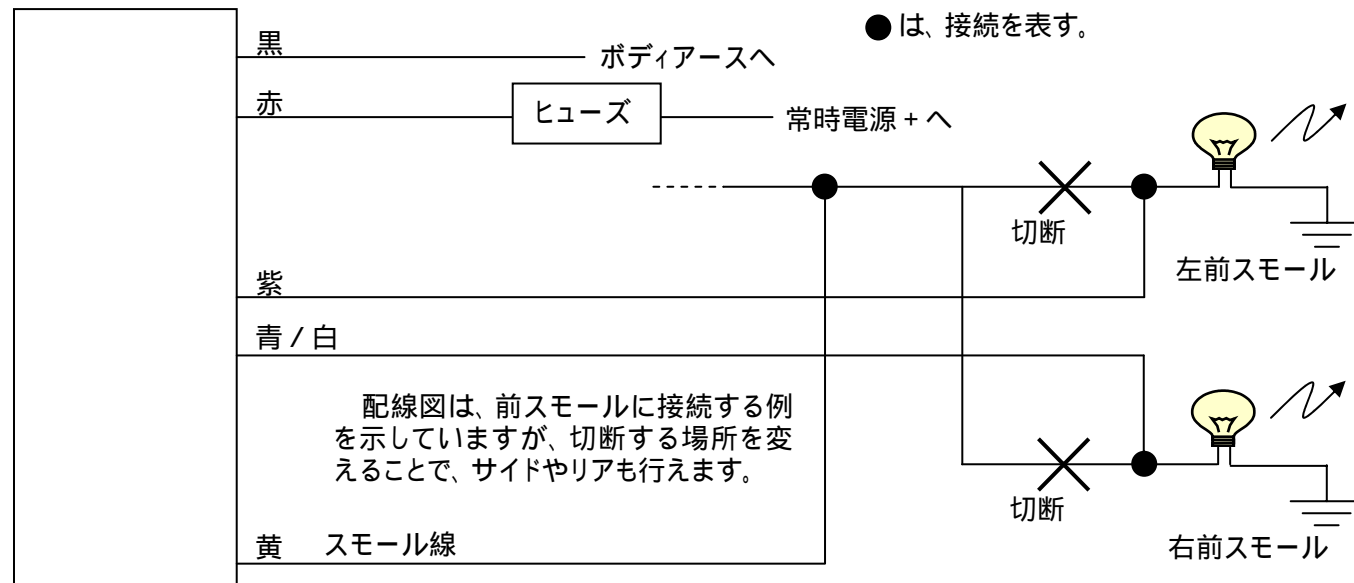 ●は、接続を表す。
黒
ボディアースへ
赤
ヒューズ
常時電源+へ
切断
左前スモール
紫
青/白
配線図は、前スモールに接続する例
を示していますが、切断する場所を変
えることで、サイドやリアも行えます。
切断
右前スモール
黄 スモール線